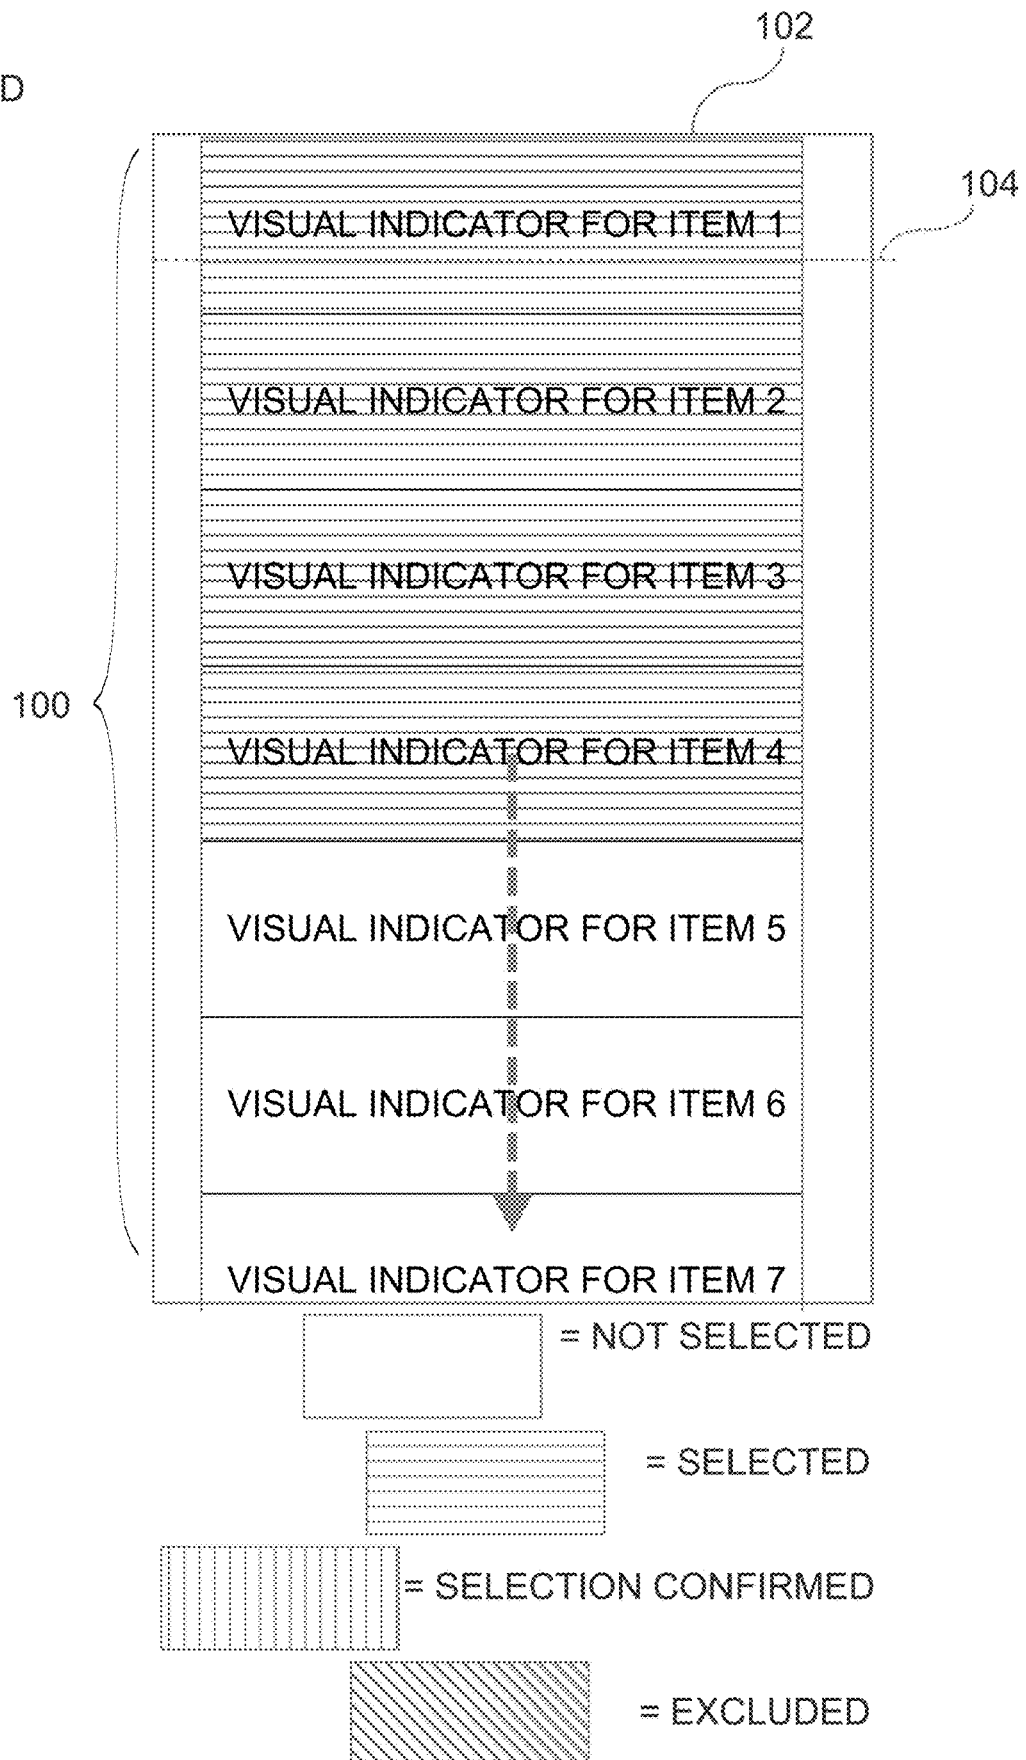 102
D
104
VISUAL INDICATOR FOR ITEM 1
VISUAL INDICATOR FOR ITEM 2
VISUAL INDICATOR FOR ITEM 3
100
VISUAL INDICATOR FOR ITEM 4
VISUAL INDICATOR FOR ITEM 5
VISUAL INDICATOR FOR ITEM 6
VISUAL INDICATOR FOR ITEM 7
= NOT SELECTED
= SELECTED
= SELECTION CONFIRMED
= EXCLUDED